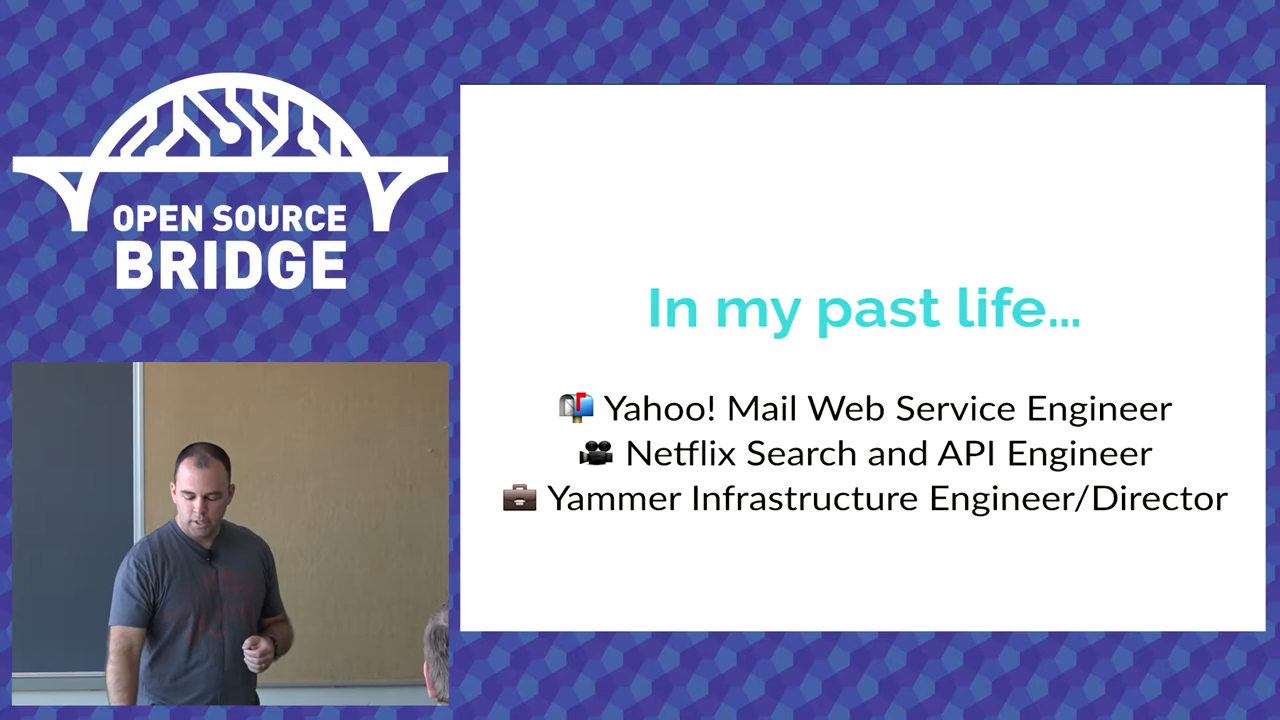 OPEN SOURCE
BRIDGE
In my past life...
📬 Yahoo! Mail Web Service Engineer
🎥 Netflix Search and API Engineer
💼 Yammer Infrastructure Engineer/Director